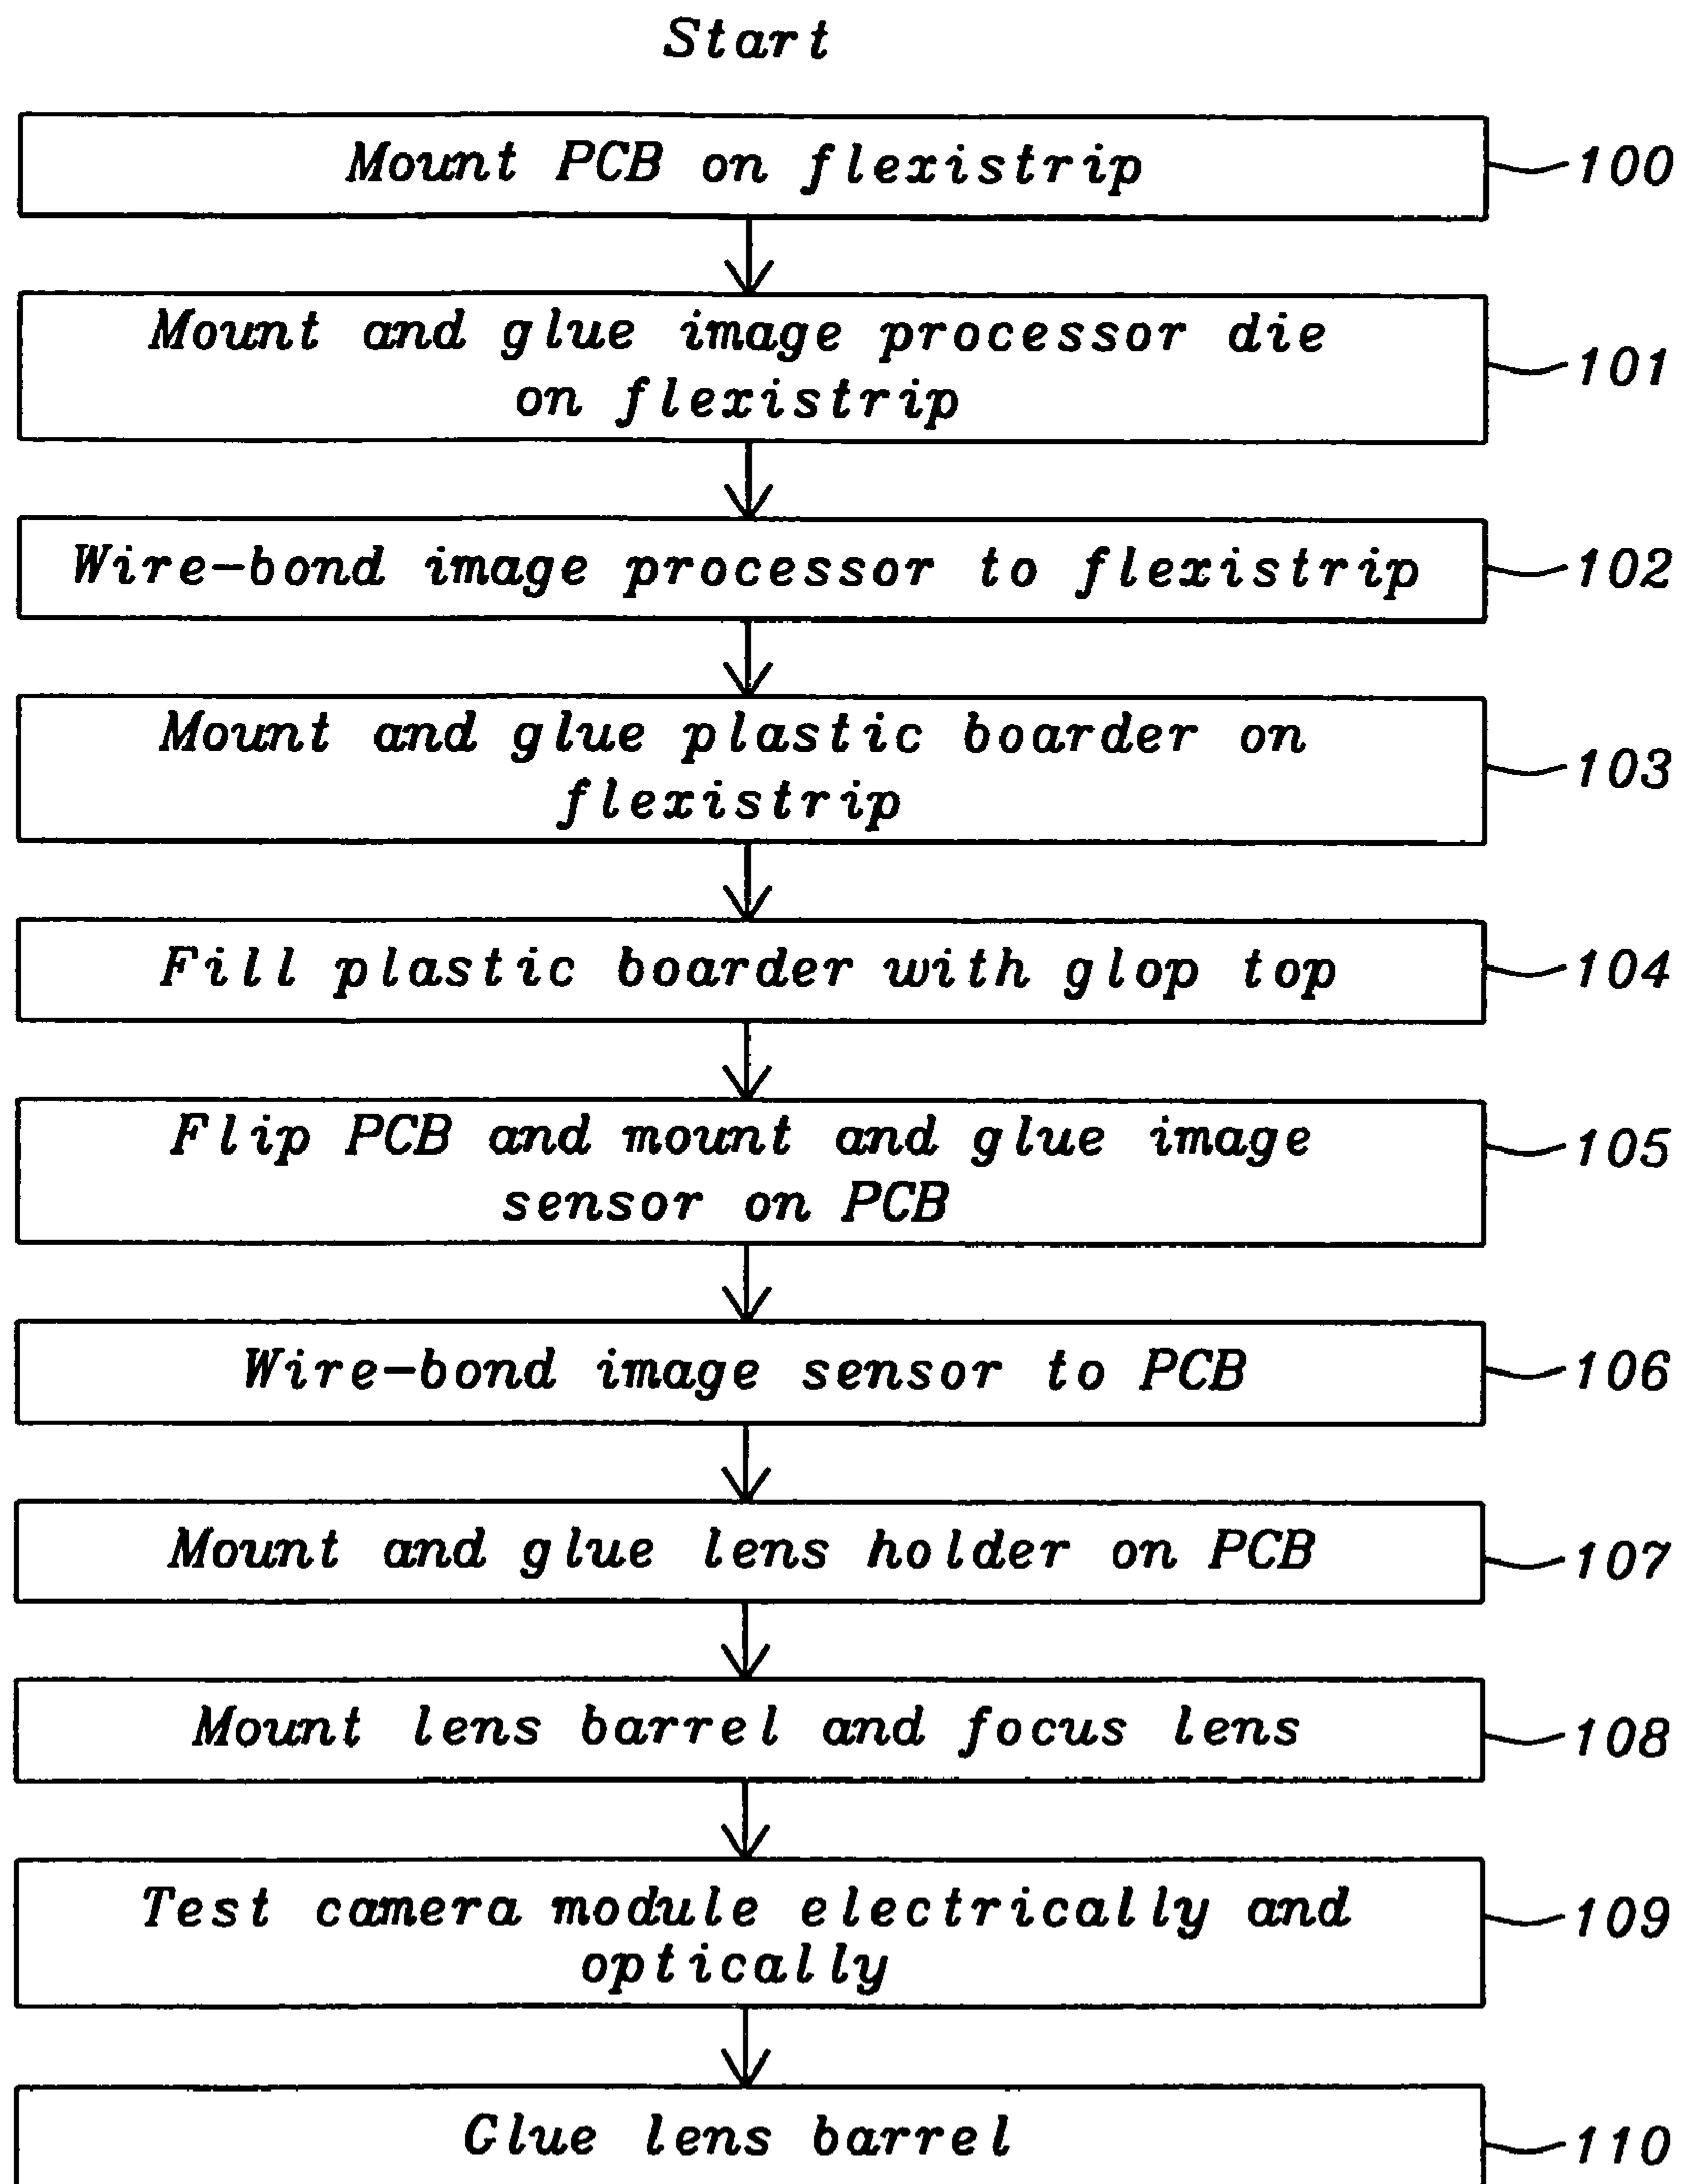 Start
Mount PCB on flexistrip
100
Mount and glue image processor die
on flexistrip
101
Wire-bond image processor to flexistrip
102
Mount and glue plastic boarder on
flexistrip
103
Fill plastic boarder with glop top
104
Flip PCB and mount and glue image
sensor on PCB
105
Wire-bond image sensor to PCB
106
Mount and glue lens holder on PCB
107
Mount lens barrel and focus lens
108
Test camera module electrically and
optically
109
Glue lens barrel
110